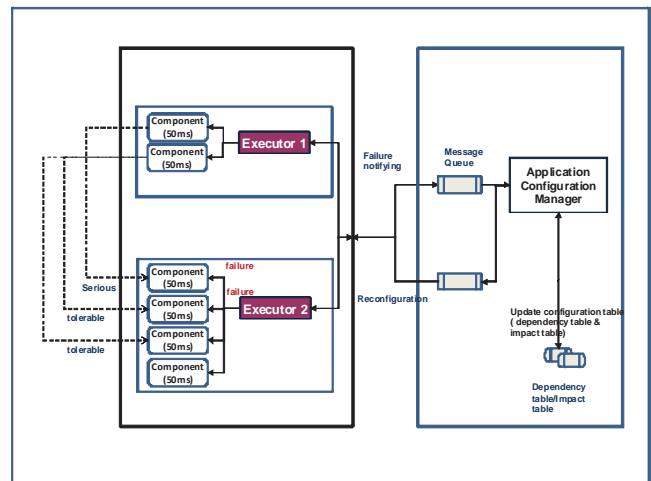 Component
(50ms)
Component
(50ms)
Executor 1
Failure
notifying
Message
Queue
Application
Configuration
Manager
Component
(50ms)
failure
Serious
Component
(50ms)
failure
Executor 2
tolerable
Component
(50ms)
tolerable
Component
(50ms)
Reconfiguration
Update configuration table
( dependency table &
impact table)
Dependency
table/Impact
table